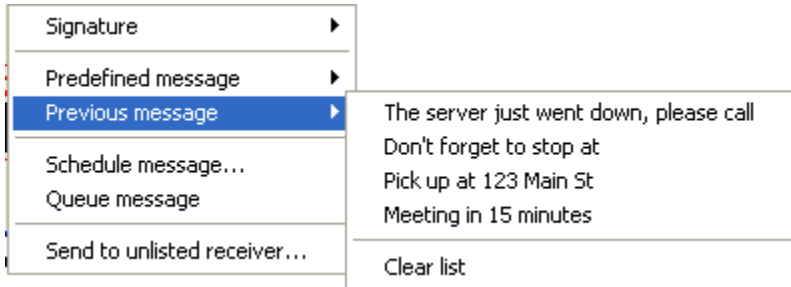 Signature
Predefined message
Previous message
Schedule message...
Queue message
Send to unlisted receiver...
The server just went down, please call
Don't forget to stop at
Pick up at 123 Main St
Meeting in 15 minutes
Clear list